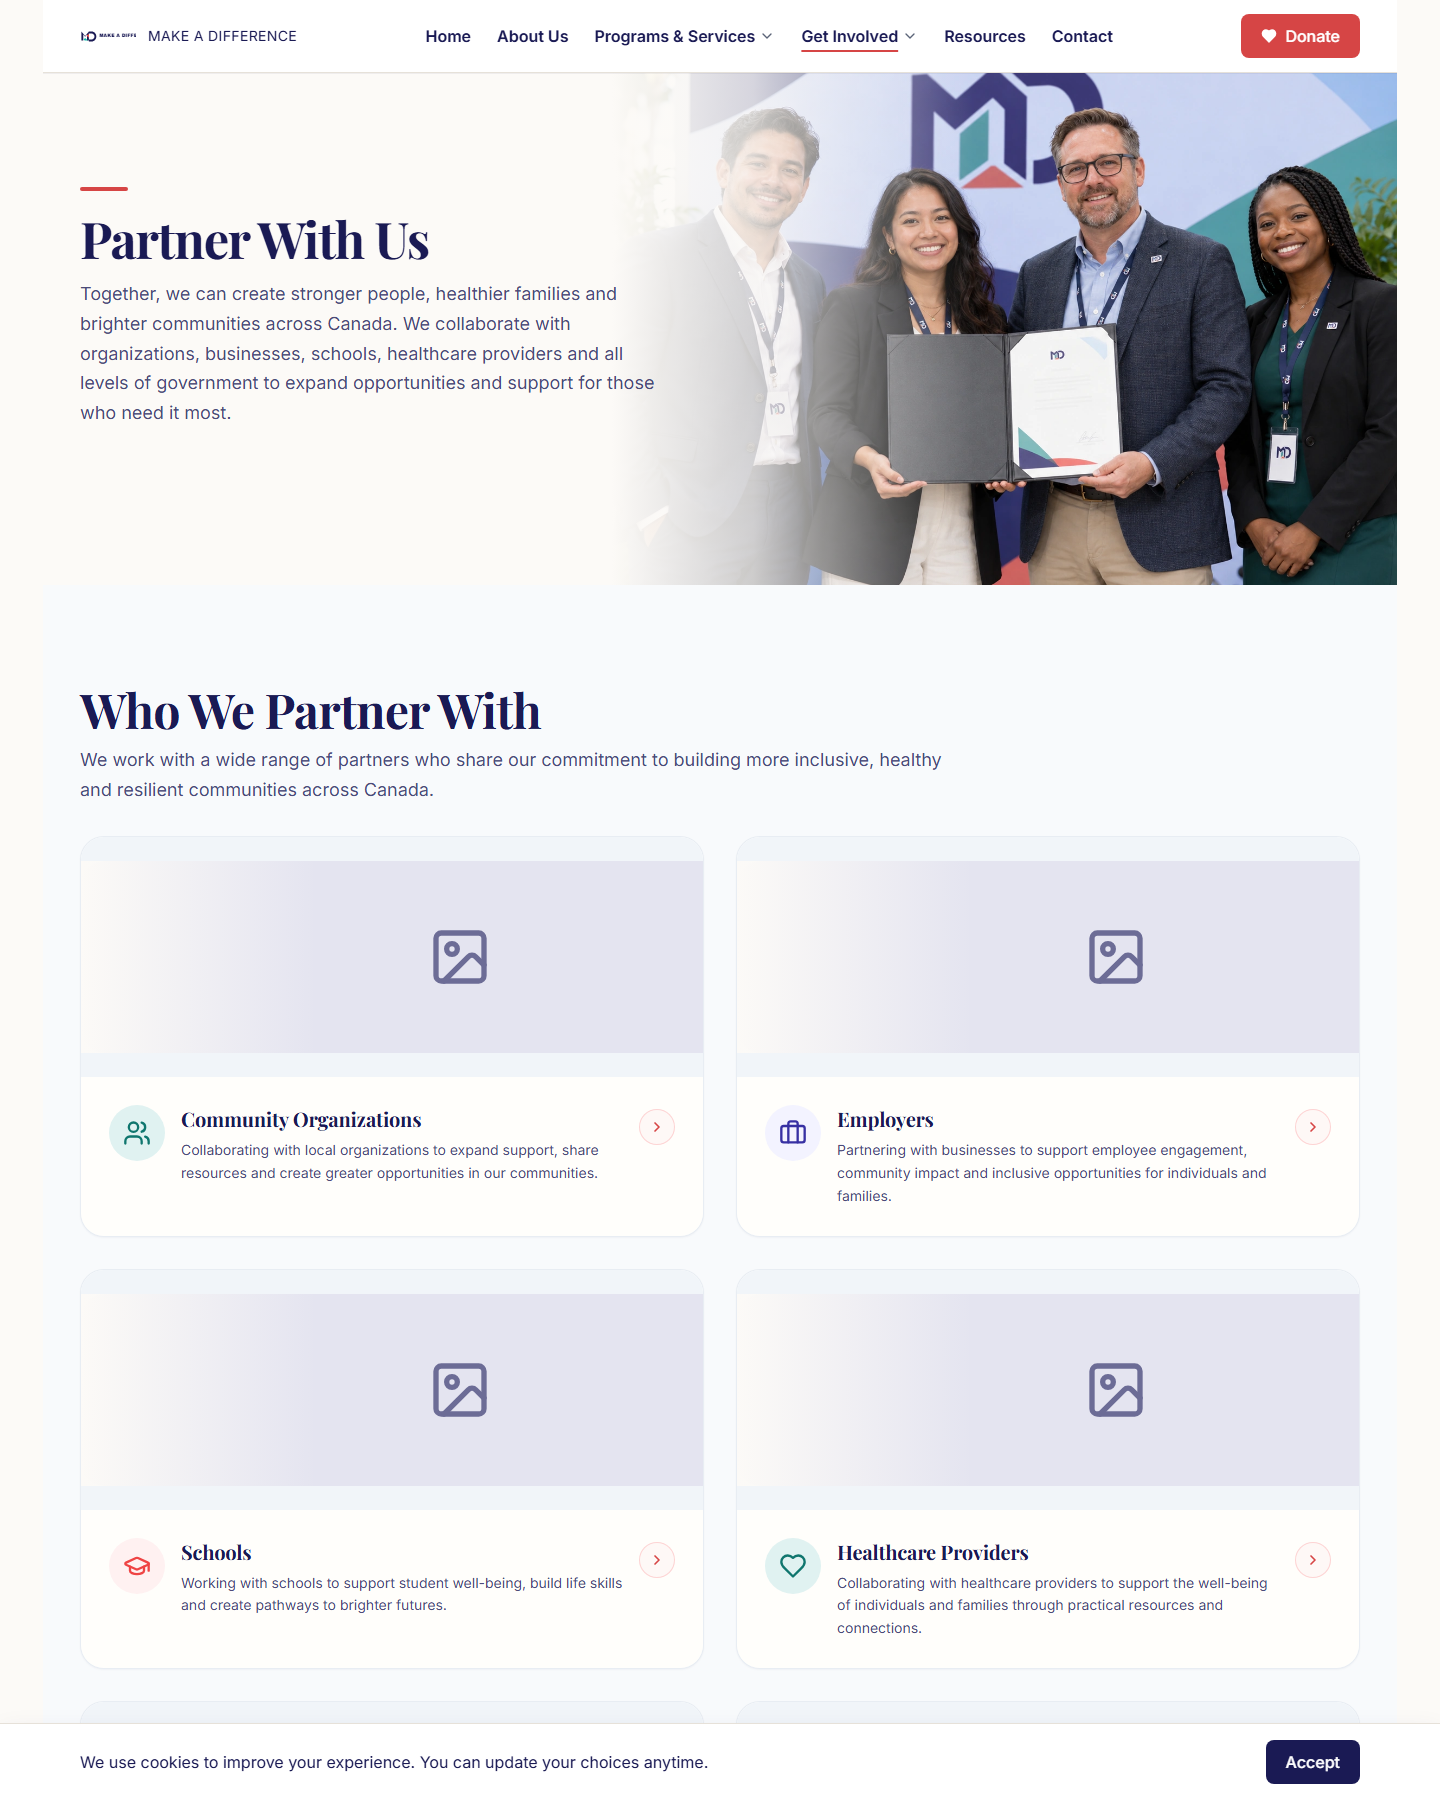 MAKE A DIFFERENCE
Home About Us Programs & Services Get Involved Resources Contact Donate
Partner With Us
Together, we can create stronger people, healthier families and
brighter communities across Canada. We collaborate with
organizations, businesses, schools, healthcare providers and all
levels of government to expand opportunities and support for those
who need it most.
MD
MD
MD
MD
Who We Partner With
We work with a wide range of partners who share our commitment to building more inclusive, healthy
and resilient communities across Canada.
Community Organizations
Collaborating with local organizations to expand support, share
resources and create greater opportunities in our communities.
Employers
Partnering with businesses to support employee engagement,
community impact and inclusive opportunities for individuals and
families.
Schools
Working with schools to support student well-being, build life skills
and create pathways to brighter futures.
Healthcare Providers
Collaborating with healthcare providers to support the well-being
of individuals and families through practical resources and
connections.
We use cookies to improve your experience. You can update your choices anytime.
Accept